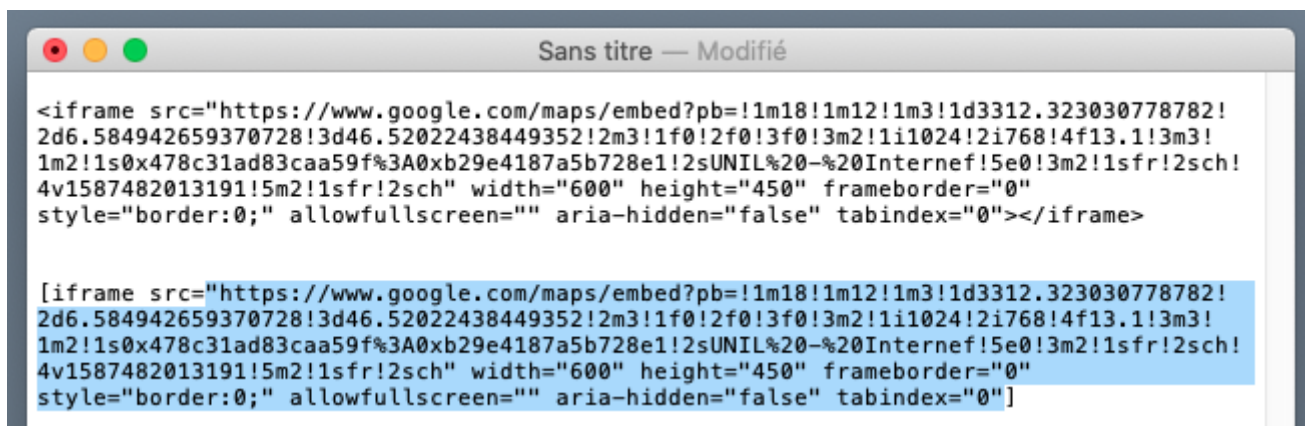 Sans titre — Modifié
<iframe src="https://www.google.com/maps/embed?pb=!1m18!1m12!1m3!1d3312.323030778782!
2d6.584942659370728!3d46.52022438449352!2m3!1f0!2f0!3f0!3m2!1i1024!2i768!4f13.1!3m3!
1m2!1s0x478c31ad83caa59f%3A0xb29e4187a5b728e1!2sUNIL%20-%20Internef!5e0!3m2!1sfr!2sch!
4v1587482013191!5m2!1sfr!2sch" width="600" height="450" frameborder="0"
style="border:0;" allowfullscreen="" aria-hidden="false" tabindex="0"></iframe>
[iframe src="https://www.google.com/maps/embed?pb=!1m18!1m12!1m3!1d3312.323030778782!
2d6.584942659370728!3d46.52022438449352!2m3!1f0!2f0!3f0!3m2!1i1024!2i768!4f13.1!3m3!
1m2!1s0x478c31ad83caa59f%3A0xb29e4187a5b728e1!2sUNIL%20-%20Internef!5e0!3m2!1sfr!2sch!
4v1587482013191!5m2!1sfr!2sch" width="600" height="450" frameborder="0"
style="border:0;" allowfullscreen="" aria-hidden="false" tabindex="0"]